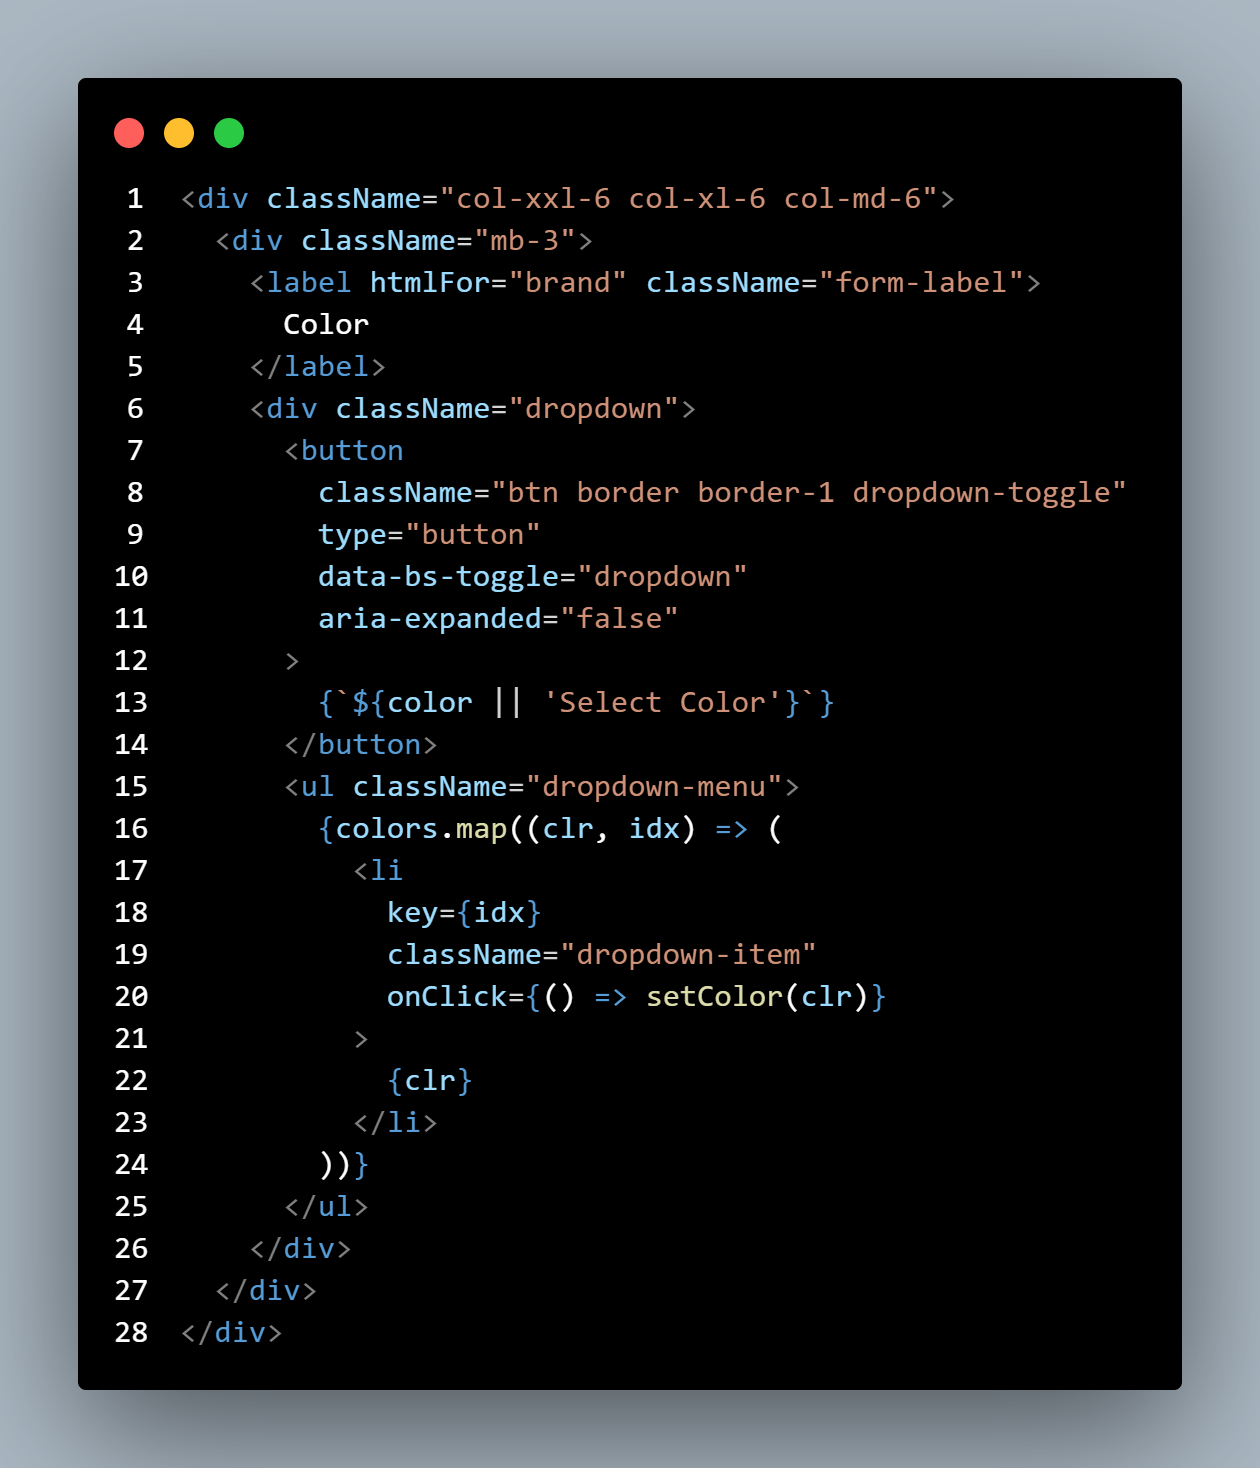 1 <div className="col-xxl-6 col-xl-6 col-md-6">
2   <div className="mb-3">
3     <label htmlFor="brand" className="form-label">
4       Color
5     </label>
6     <div className="dropdown">
7       <button
8         className="btn border border-1 dropdown-toggle"
9         type="button"
10         data-bs-toggle="dropdown"
11         aria-expanded="false"
12       >
13         {`${color || 'Select Color'}`}
14       </button>
15       <ul className="dropdown-menu">
16         {colors.map((clr, idx) => (
17           <li
18             key={idx}
19             className="dropdown-item"
20             onClick={() => setColor(clr)}
21           >
22             {clr}
23           </li>
24         ))}
25       </ul>
26     </div>
27   </div>
28 </div>